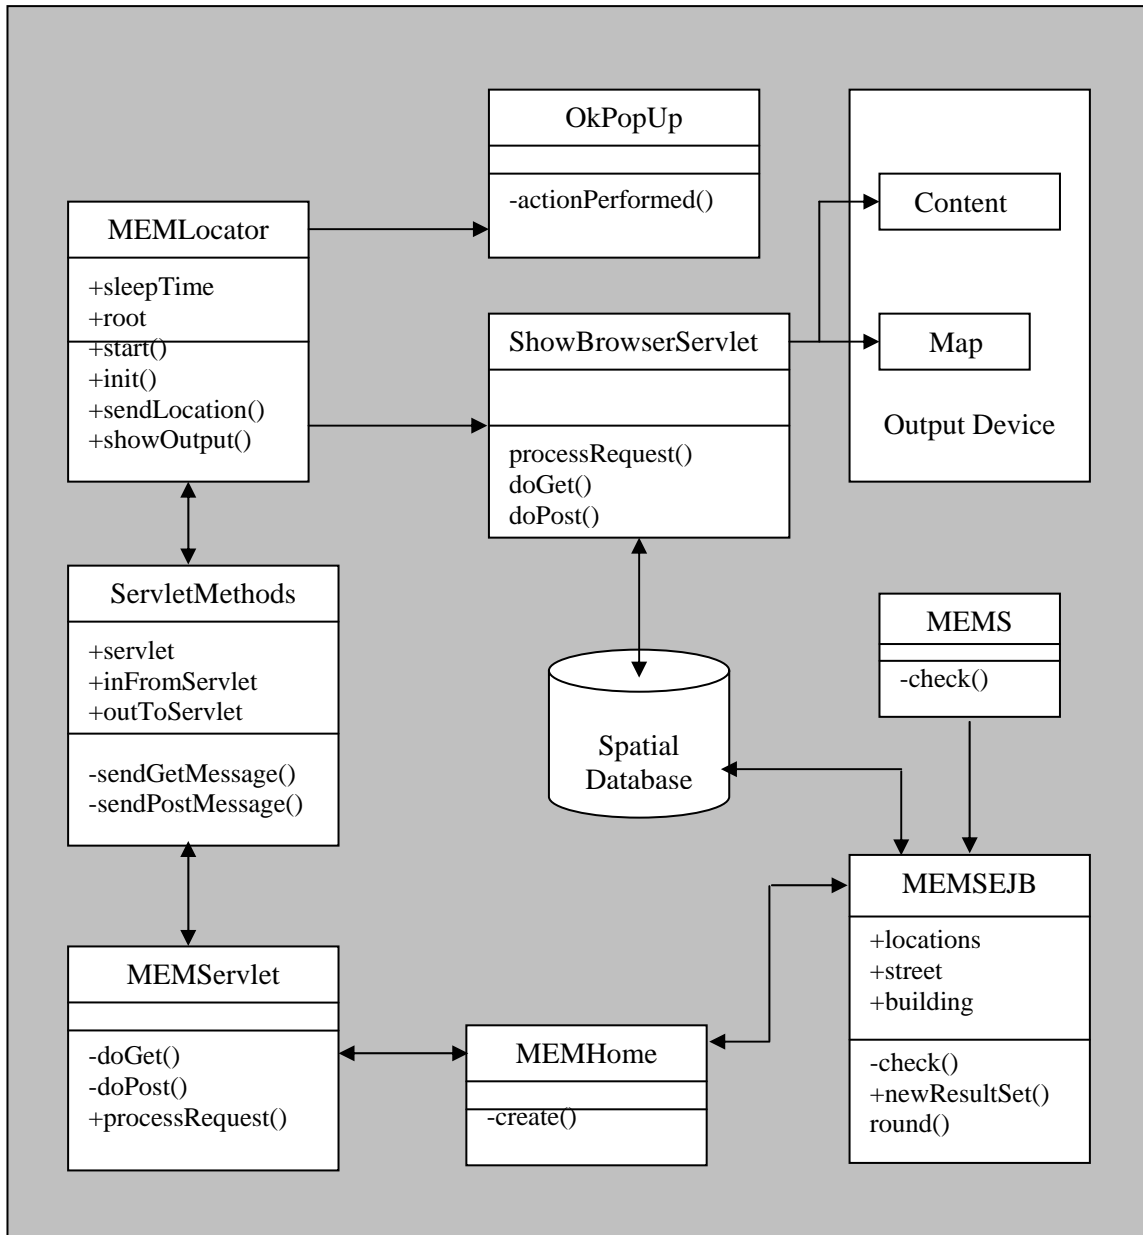 OkPopUp
-actionPerformed()
Content
Map
Output Device
MEMLocator
+sleepTime
+root
+start()
+init()
+sendLocation()
+showOutput()
ShowBrowserServlet
processRequest()
doGet()
doPost()
ServletMethods
+servlet
+inFromServlet
+outToServlet
-sendGetMessage()
-sendPostMessage()
MEMS
-check()
Spatial
Database
MEMSEJB
+locations
+street
+building
-check()
+newResultSet()
round()
MEMServlet
-doGet()
-doPost()
+processRequest()
MEMHome
-create()